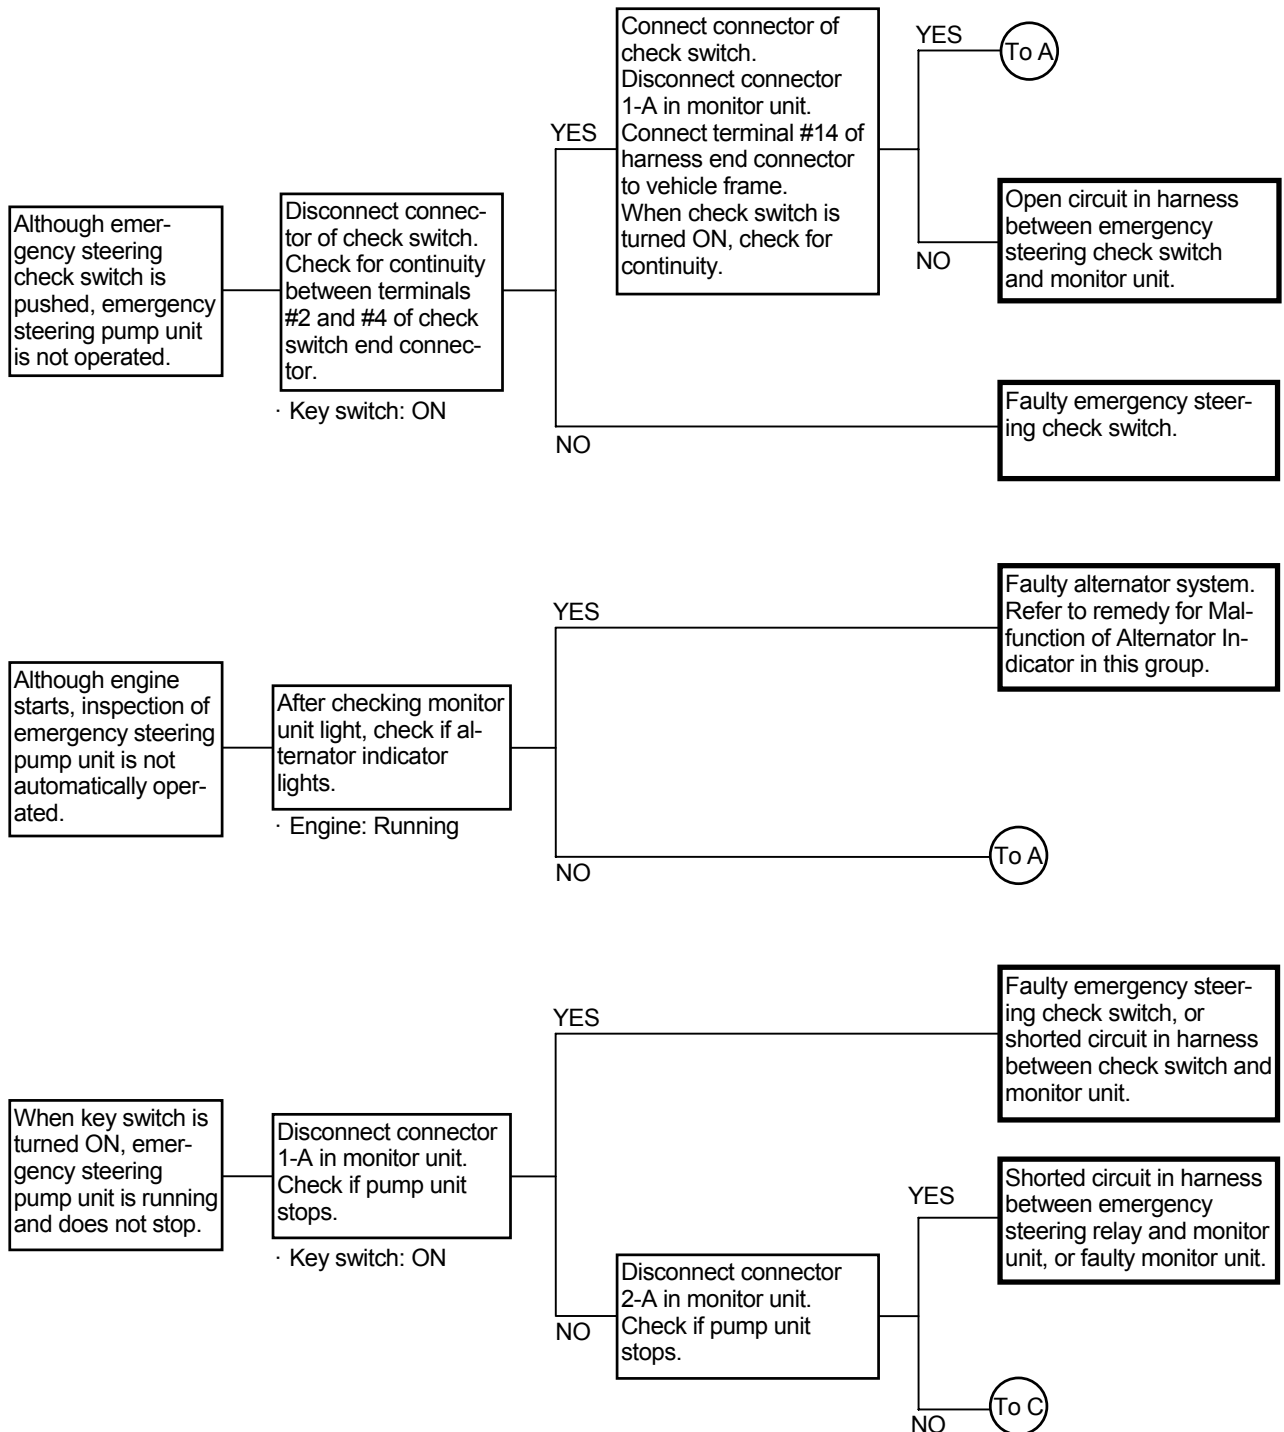 Although emer-
gency steering
check switch is
pushed, emergency
steering pump unit
is not operated.
Disconnect connec-
tor of check switch.
Check for continuity
between terminals
#2 and #4 of check
switch end connec-
tor.
· Key switch: ON
YES
NO
Connect connector of
check switch.
Disconnect connector
1-A in monitor unit.
Connect terminal #14 of
harness end connector
to vehicle frame.
When check switch is
turned ON, check for
continuity.
YES
To A
NO
Open circuit in harness
between emergency
steering check switch
and monitor unit.
Faulty emergency steer-
ing check switch.
Although engine
starts, inspection of
emergency steering
pump unit is not
automatically oper-
ated.
After checking monitor
unit light, check if al-
ternator indicator
lights.
· Engine: Running
YES
Faulty alternator system.
Refer to remedy for Mal-
function of Alternator In-
dicator in this group.
NO
To A
When key switch is
turned ON, emer-
gency steering
pump unit is running
and does not stop.
Disconnect connector
1-A in monitor unit.
Check if pump unit
stops.
· Key switch: ON
YES
Faulty emergency steer-
ing check switch, or
shorted circuit in harness
between check switch and
monitor unit.
NO
Disconnect connector
2-A in monitor unit.
Check if pump unit
stops.
YES
Shorted circuit in harness
between emergency
steering relay and monitor
unit, or faulty monitor unit.
NO
To C